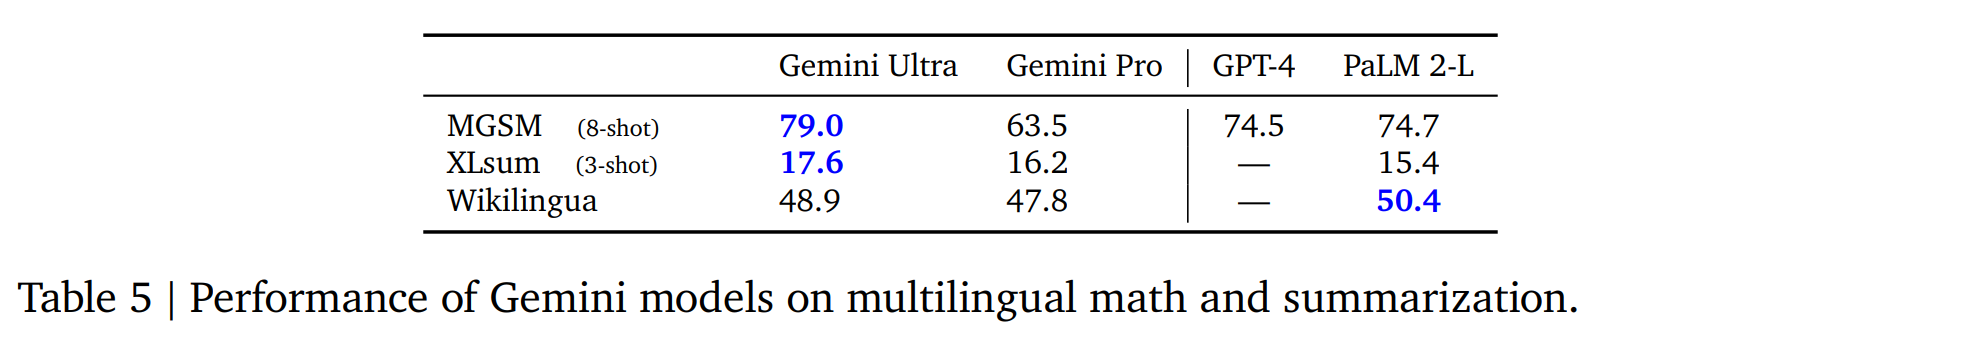 Gemini Ultra Gemini Pro GPT-4 PaLM 2-L
MGSM (8-shot) 79.0 63.5 74.5 74.7
XLsum (3-shot) 17.6 16.2 — 15.4
Wikilingua 48.9 47.8 — 50.4
Table 5 | Performance of Gemini models on multilingual math and summarization.